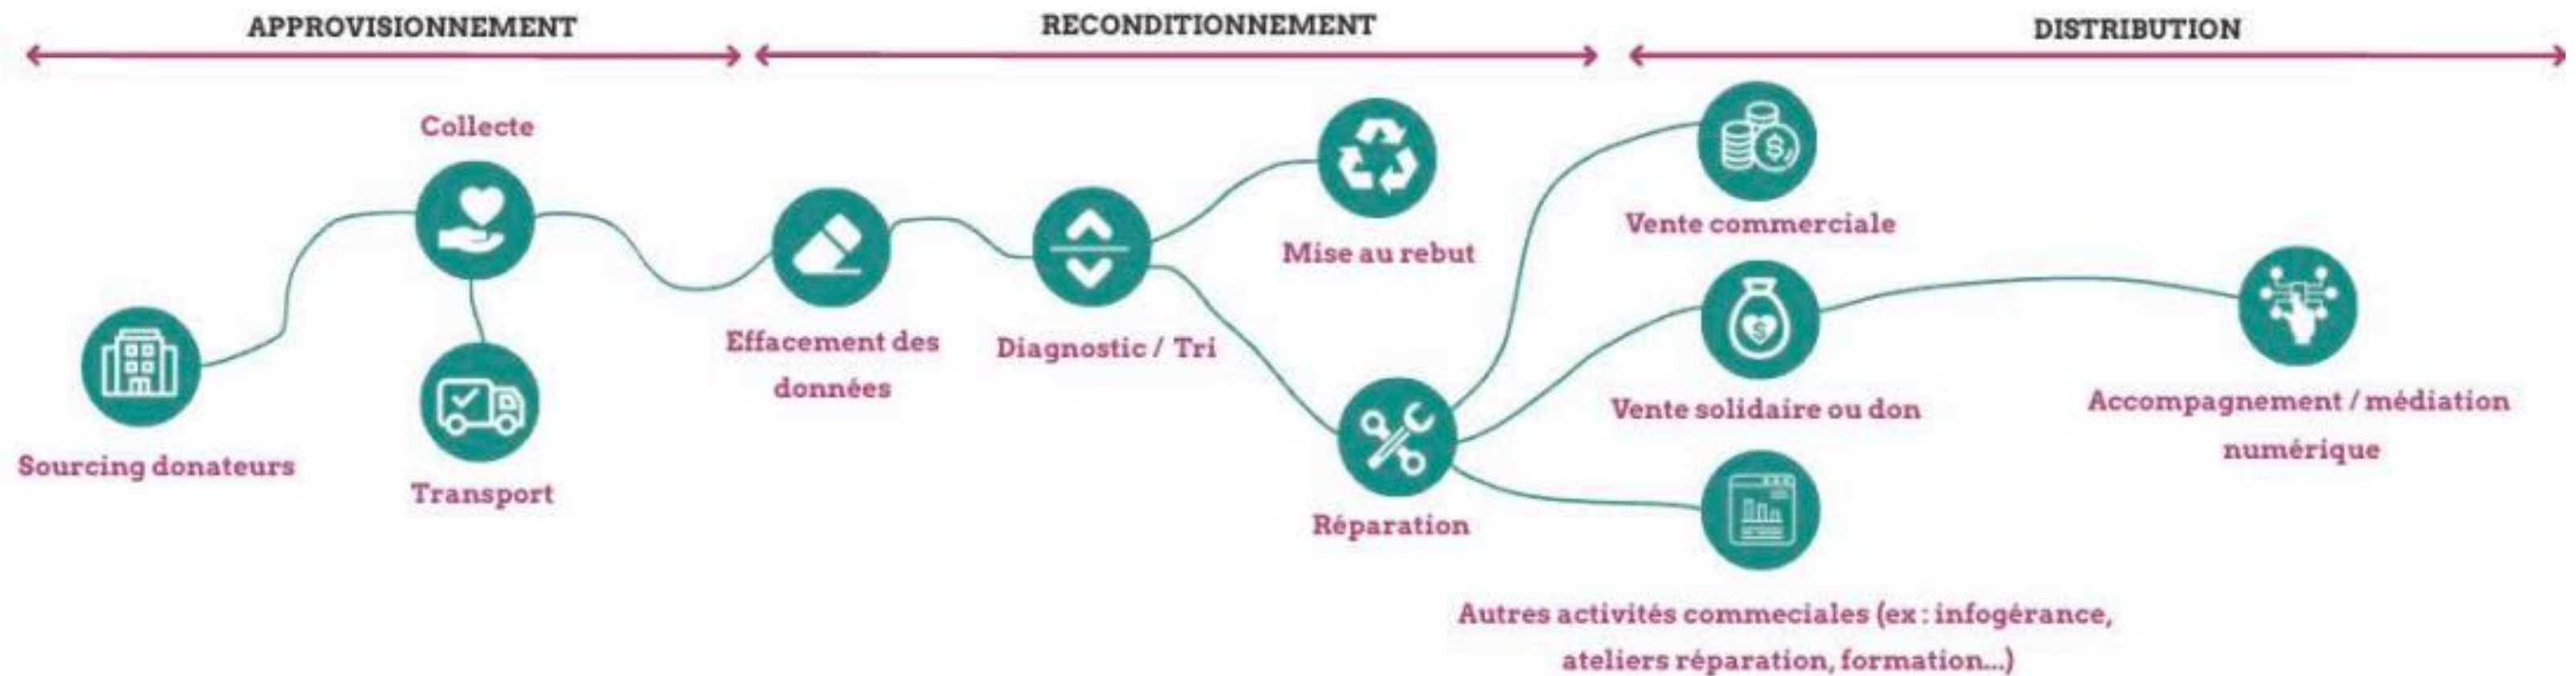 APPROVISIONNEMENT
RECONDITIONNEMENT
DISTRIBUTION
Collecte
Sourcing donateurs
Transport
Effacement des
données
Diagnostic / Tri
Mise au rebut
Réparation
Vente commerciale
Vente solidaire ou don
Accompagnement / médiation
numérique
Autres activités commeciales (ex : infogérance,
ateliers réparation, formation...)